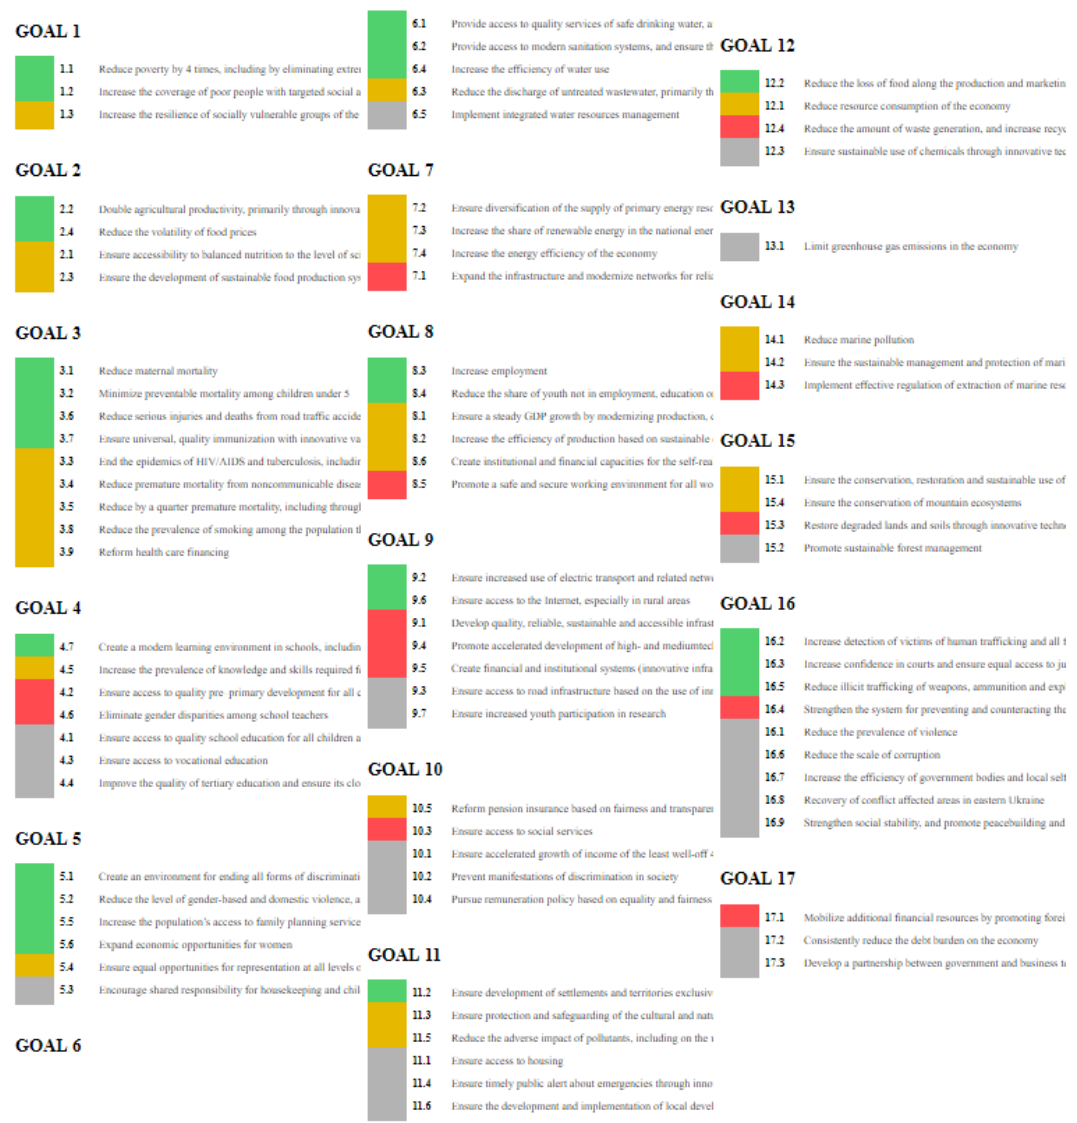 GOAL 1
1.1 Reduce poverty by 4 times, including by eliminating extre
1.2 Increase the coverage of poor people with targeted social a
1.3 Increase the resilience of socially vulnerable groups of the
GOAL 2
2.2 Double agricultural productivity, primarily through innova
2.4 Reduce the volatility of food prices
2.1 Ensure accessibility to balanced nutrition to the level of sci
2.3 Ensure the development of sustainable food production sys
GOAL 3
3.1 Reduce maternal mortality
3.2 Minimize preventable mortality among children under 5
3.6 Reduce serious injuries and deaths from road traffic accide
3.7 Ensure universal, quality immunization with innovative va
3.3 End the epidemics of HIV/AIDS and tuberculosis, includin
3.4 Reduce premature mortality from noncommunicable diseas
3.5 Reduce by a quarter premature mortality, including throug
3.8 Reduce the prevalence of smoking among the population th
3.9 Reform health care financing
GOAL 4
4.7 Create a modern learning environment in schools, includin
4.5 Increase the prevalence of knowledge and skills required f
4.2 Ensure access to quality pre-primary development for all c
4.6 Eliminate gender disparities among school teachers
4.1 Ensure access to quality school education for all children a
4.3 Ensure access to vocational education
4.4 Improve the quality of tertiary education and ensure its clo
GOAL 5
5.1 Create an environment for ending all forms of discriminati
5.2 Reduce the level of gender-based and domestic violence, a
5.5 Increase the population's access to family planning service
5.6 Expand economic opportunities for women
5.4 Ensure equal opportunities for representation at all levels o
5.3 Encourage shared responsibility for housekeeping and chil
GOAL 6
6.1 Provide access to quality services of safe drinking water, a
6.2 Provide access to modern sanitation systems, and ensure th
6.4 Increase the efficiency of water use
6.3 Reduce the discharge of untreated wastewater, primarily th
6.5 Implement integrated water resources management
GOAL 7
7.2 Ensure diversification of the supply of primary energy reso
7.3 Increase the share of renewable energy in the national ener
7.4 Increase the energy efficiency of the economy
7.1 Expand the infrastructure and modernize networks for relia
GOAL 8
8.3 Increase employment
8.4 Reduce the share of youth not in employment, education o
8.1 Ensure a steady GDP growth by modernizing production, d
8.2 Increase the efficiency of production based on sustainable
8.6 Create institutional and financial capacities for the self-rea
8.5 Promote a safe and secure working environment for all wo
GOAL 9
9.2 Ensure increased use of electric transport and related netw
9.6 Ensure access to the Internet, especially in rural areas
9.1 Develop quality, reliable, sustainable and accessible infrast
9.4 Promote accelerated development of high- and mediumtec
9.5 Create financial and institutional systems (innovative infra
9.3 Ensure access to road infrastructure based on the use of inn
9.7 Ensure increased youth participation in research
GOAL 10
10.5 Reform pension insurance based on fairness and transparen
10.3 Ensure access to social services
10.1 Ensure accelerated growth of income of the least well-off 4
10.2 Prevent manifestations of discrimination in society
10.4 Pursue remuneration policy based on equality and fairness
GOAL 11
11.2 Ensure development of settlements and territories exclusiv
11.3 Ensure protection and safeguarding of the cultural and natu
11.5 Reduce the adverse impact of pollutants, including on the
11.1 Ensure access to housing
11.4 Ensure timely public alert about emergencies through inno
11.6 Ensure the development and implementation of local devel
GOAL 12
12.2 Reduce the loss of food along the production and marketin
12.1 Reduce resource consumption of the economy
12.4 Reduce the amount of waste generation, and increase recyc
12.3 Ensure sustainable use of chemicals through innovative tec
GOAL 13
13.1 Limit greenhouse gas emissions in the economy
GOAL 14
14.1 Reduce marine pollution
14.2 Ensure the sustainable management and protection of mari
14.3 Implement effective regulation of extraction of marine reso
GOAL 15
15.1 Ensure the conservation, restoration and sustainable use of
15.4 Ensure the conservation of mountain ecosystems
15.3 Restore degraded lands and soils through innovative techn
15.2 Promote sustainable forest management
GOAL 16
16.2 Increase detection of victims of human trafficking and all f
16.3 Increase confidence in courts and ensure equal access to ju
16.5 Reduce illicit trafficking of weapons, ammunition and expl
16.4 Strengthen the system for preventing and counteracting the
16.1 Reduce the prevalence of violence
16.6 Reduce the scale of corruption
16.7 Increase the efficiency of government bodies and local self
16.8 Recovery of conflict affected areas in eastern Ukraine
16.9 Strengthen social stability, and promote peacebuilding and
GOAL 17
17.1 Mobilize additional financial resources by promoting forei
17.2 Consistently reduce the debt burden on the economy
17.3 Develop a partnership between government and business to